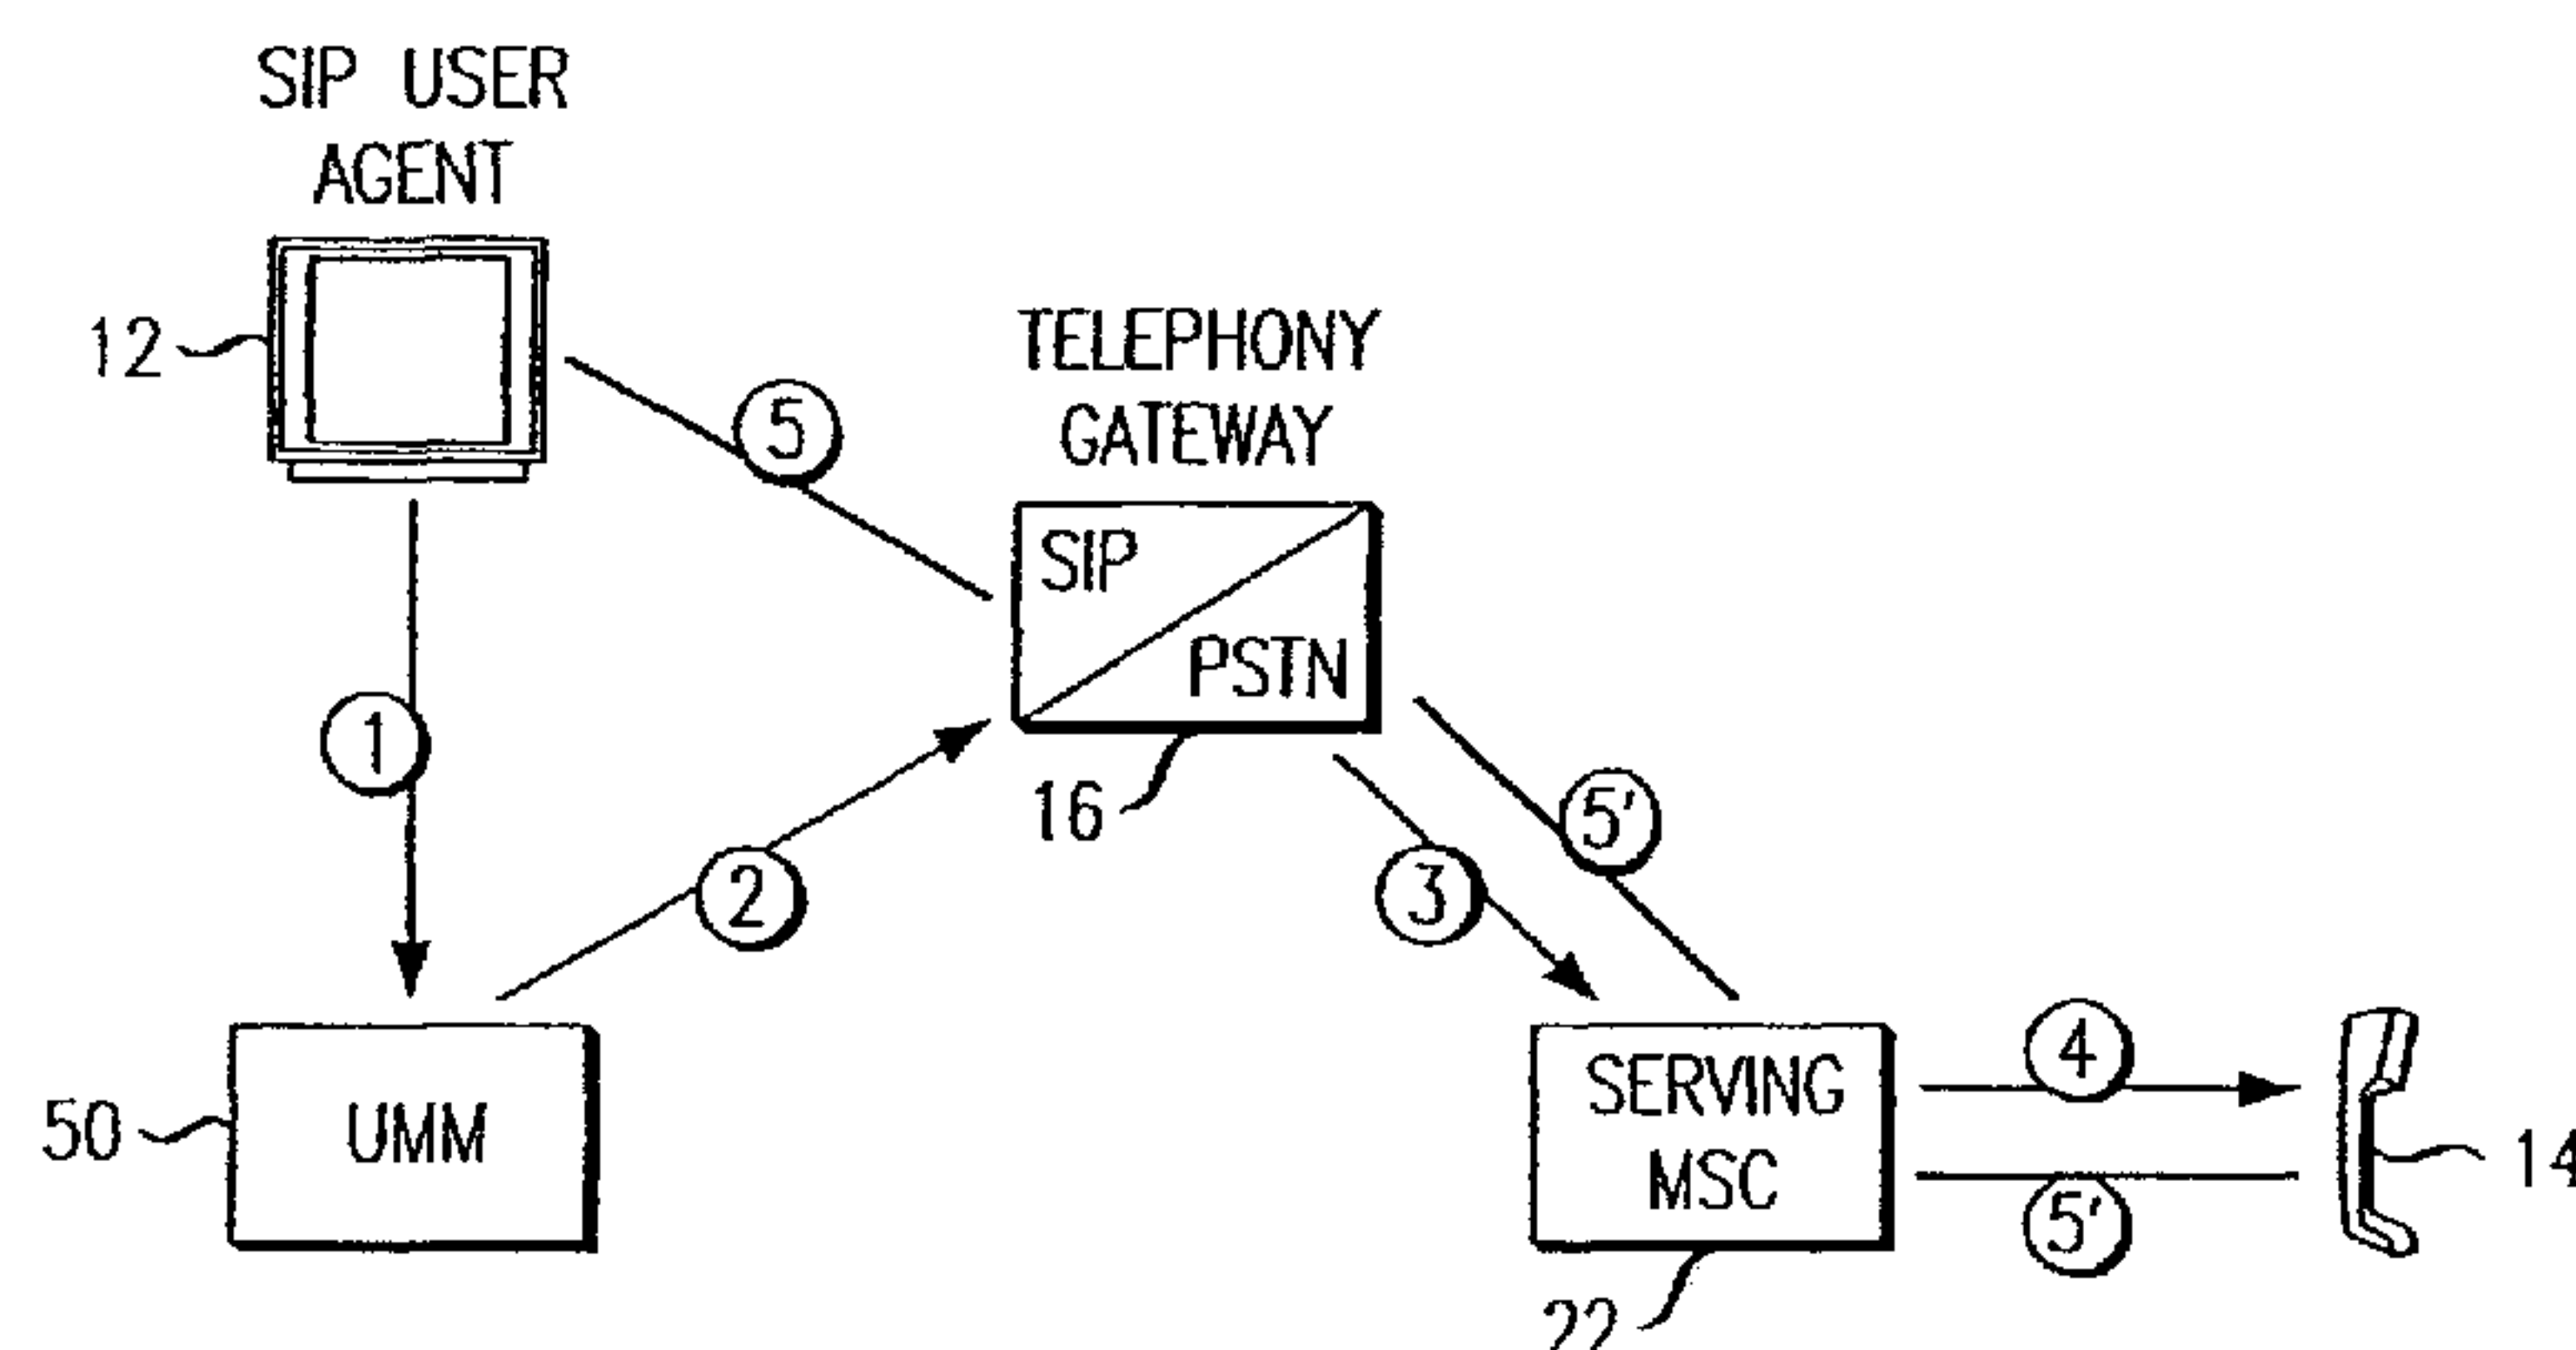 SIP USER
AGENT
12
5
TELEPHONY
GATEWAY
SIP
PSTN
16
1
2
3
5'
50
UMM
SERVING
MSC
22
4
5'
14